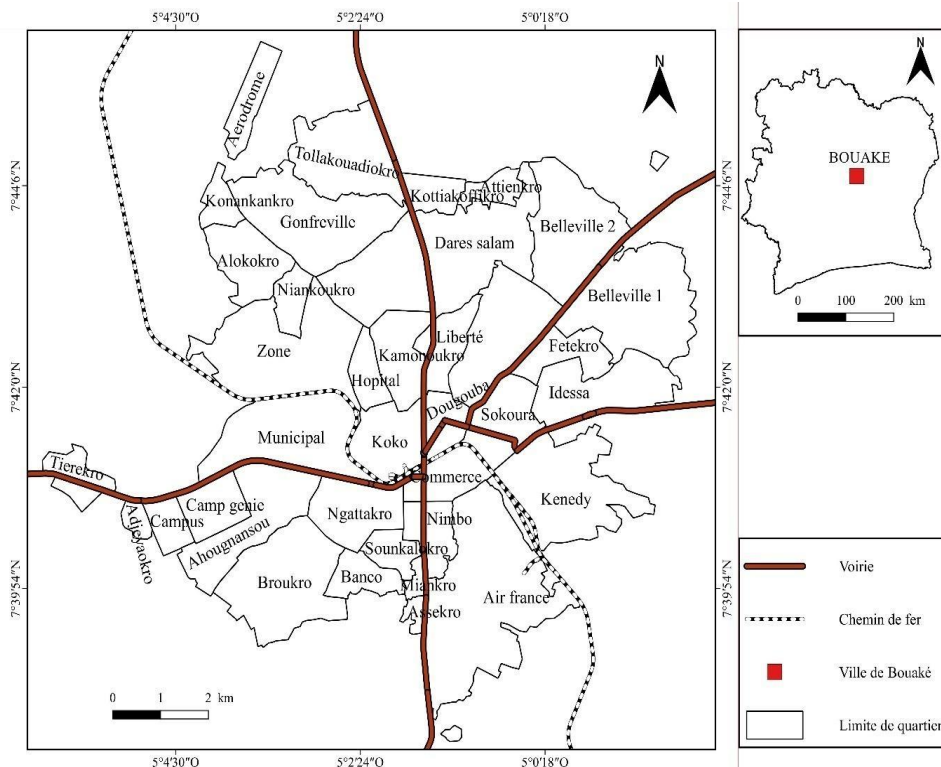 5°4'30"O
5°2'24"O
5°0'18"O
N
Aerodrome
Tollakouadiokro
Kottiakoffikro
Attienkro
Konankankro
Gonfreville
Belleville 2
Dares salam
Alokokro
Niankoukro
Belleville 1
Zone
Liberté
Kamonoukro
Fetekro
Hopital
Idessa
Dougouba
Sokoura
Municipal
Koko
Tierekro
Commerce
Kenedy
Camp genie
Campus
Ngattakro
Nimbo
Adjeyaokro
Ahougnansou
Sounkalokro
Broukro
Banco
Miankro
Air france
Assekro
0 1 2 km
7°44'6"N
7°42'0"N
7°39'54"N
7°44'6"N
7°42'0"N
7°39'54"N
5°4'30"O
5°2'24"O
5°0'18"O
N
BOUAKE
0 100 200 km
Voirie
Chemin de fer
Ville de Bouaké
Limite de quartier